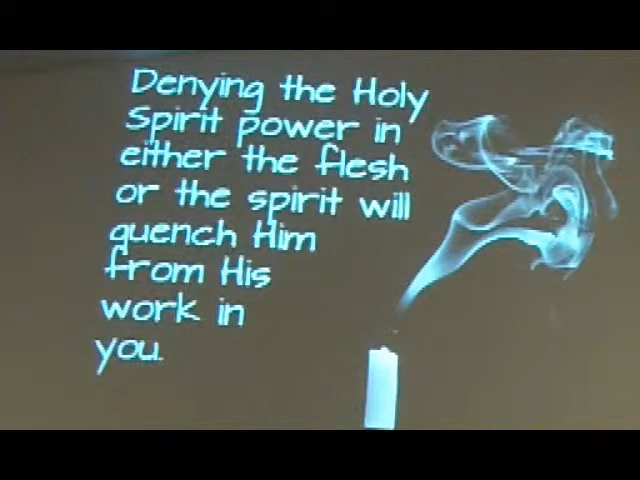 Denying the Holy
Spirit power in
either the flesh
or the spirit will
quench Him
from His
work in
you.